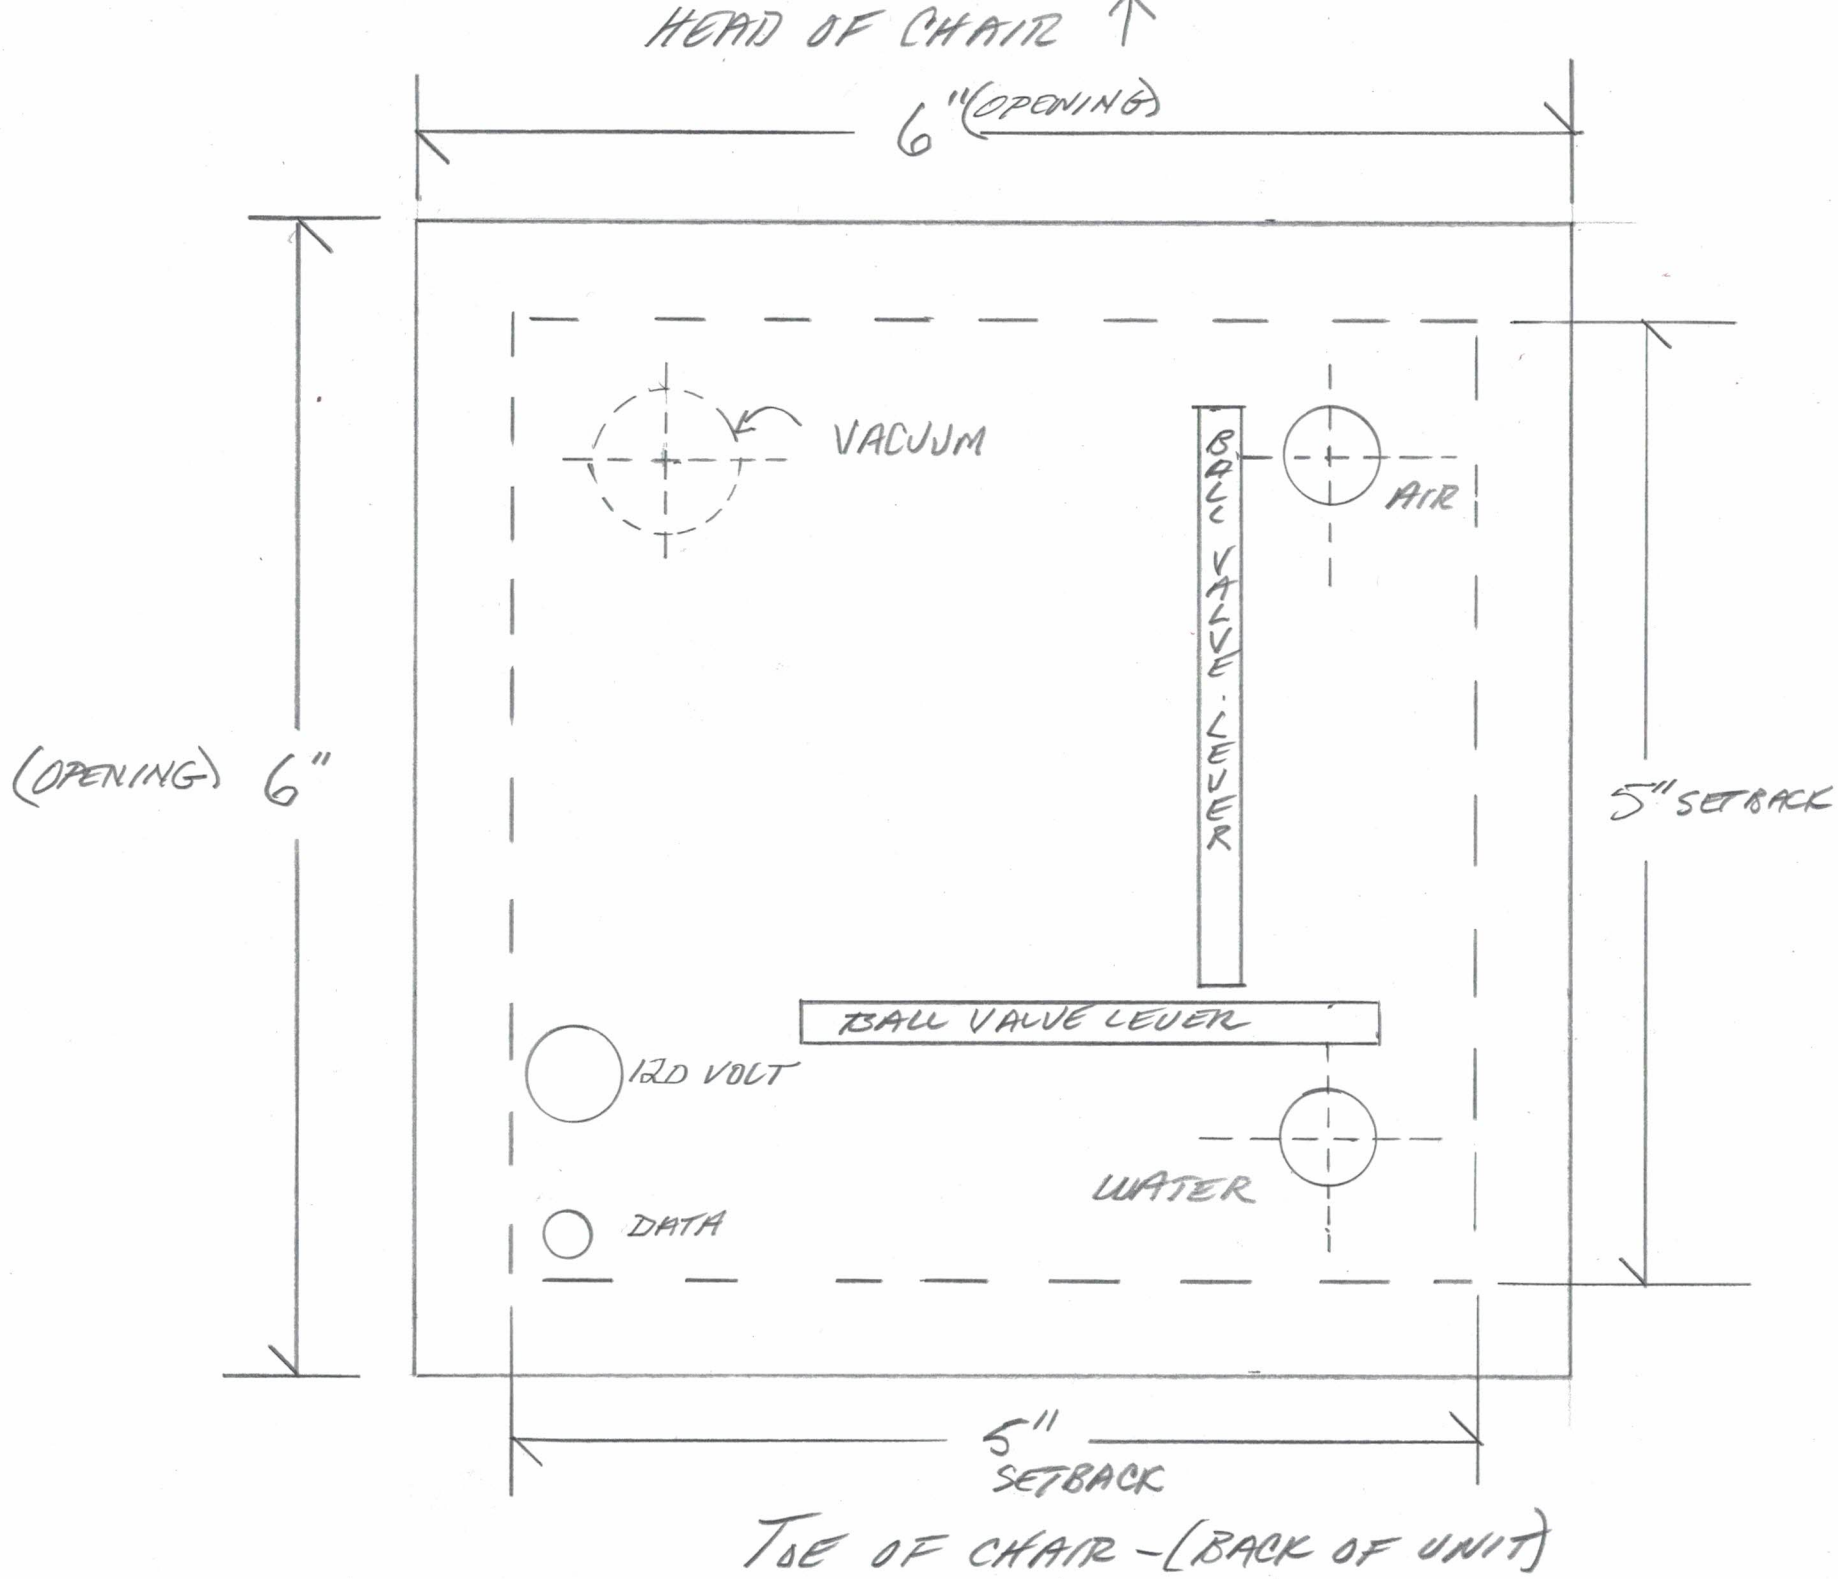 HEAD OF CHAIR ↑
6" (OPENING)
VACUUM
BALL VALVE LEVER
AIR
(OPENING) 6"
5" SETBACK
BALL VALVE LEVER
120 VOLT
WATER
DATA
5"
SETBACK
TOE OF CHAIR - (BACK OF UNIT)